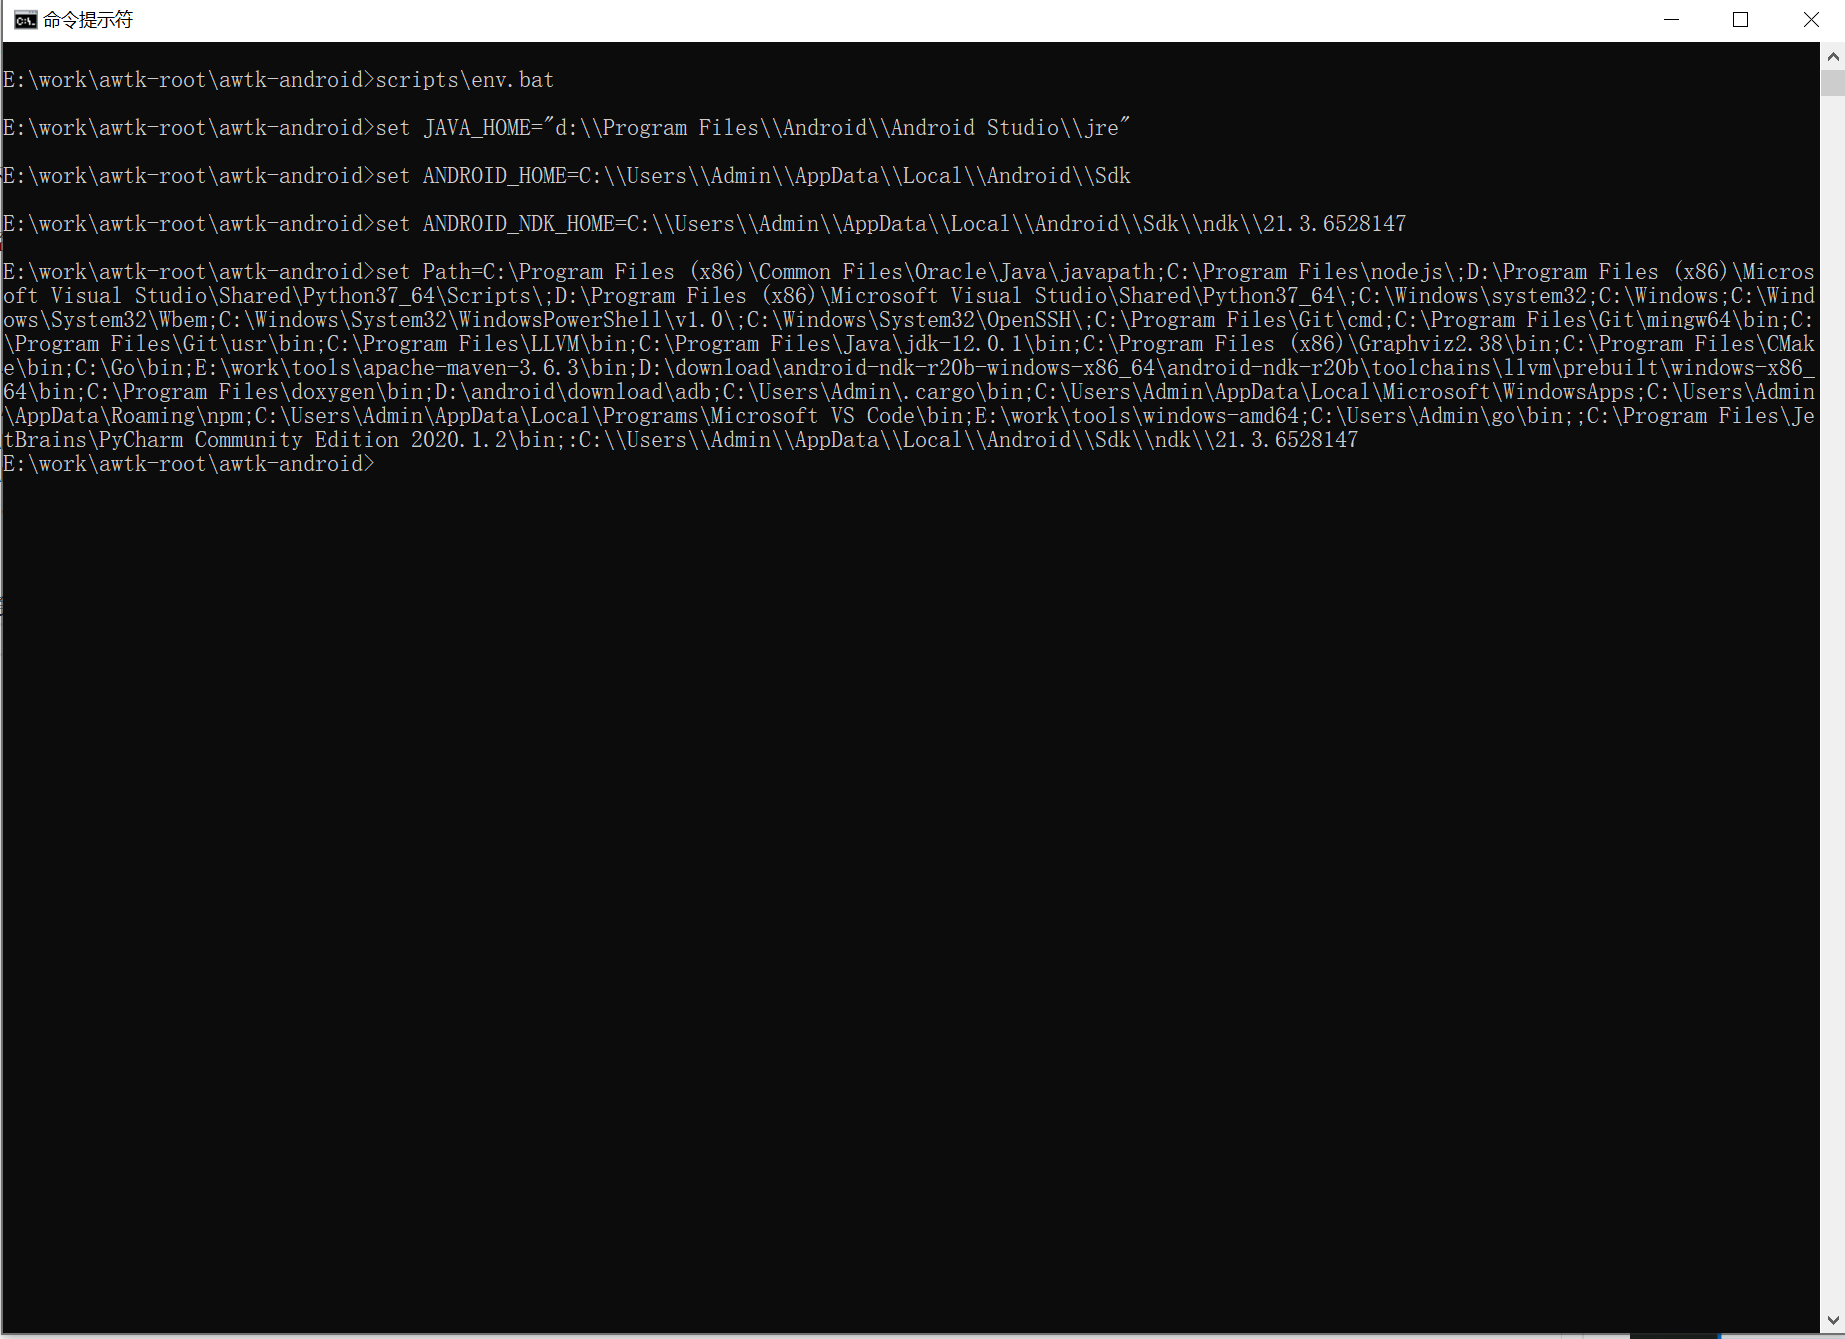 命令提示符
E:\work\awtk-root\awtk-android>scripts\env.bat
E:\work\awtk-root\awtk-android>set JAVA_HOME="d:\\Program Files\\Android\\Android Studio\\jre"
E:\work\awtk-root\awtk-android>set ANDROID_HOME=C:\\Users\\Admin\\AppData\\Local\\Android\\Sdk
E:\work\awtk-root\awtk-android>set ANDROID_NDK_HOME=C:\\Users\\Admin\\AppData\\Local\\Android\\Sdk\\ndk\\21.3.6528147
E:\work\awtk-root\awtk-android>set Path=C:\Program Files (x86)\Common Files\Oracle\Java\javapath;C:\Program Files\nodejs\;D:\Program Files (x86)\Micros
oft Visual Studio\Shared\Python37_64\Scripts\;D:\Program Files (x86)\Microsoft Visual Studio\Shared\Python37_64\;C:\Windows\system32;C:\Windows;C:\Wind
ows\System32\Wbem;C:\Windows\System32\WindowsPowerShell\v1.0\;C:\Windows\System32\OpenSSH\;C:\Program Files\Git\cmd;C:\Program Files\Git\mingw64\bin;C:
\Program Files\Git\usr\bin;C:\Program Files\LLVM\bin;C:\Program Files\Java\jdk-12.0.1\bin;C:\Program Files (x86)\Graphviz2.38\bin;C:\Program Files\CMak
e\bin;C:\Go\bin;E:\work\tools\apache-maven-3.6.3\bin;D:\download\android-ndk-r20b-windows-x86_64\android-ndk-r20b\toolchains\llvm\prebuilt\windows-x86_
64\bin;C:\Program Files\doxygen\bin;D:\android\download\adb;C:\Users\Admin\.cargo\bin;C:\Users\Admin\AppData\Local\Microsoft\WindowsApps;C:\Users\Admin
\AppData\Roaming\npm;C:\Users\Admin\AppData\Local\Programs\Microsoft VS Code\bin;E:\work\tools\windows-amd64;C:\Users\Admin\go\bin;;C:\Program Files\Je
tBrains\PyCharm Community Edition 2020.1.2\bin;:C:\\Users\\Admin\\AppData\\Local\\Android\\Sdk\\ndk\\21.3.6528147
E:\work\awtk-root\awtk-android>